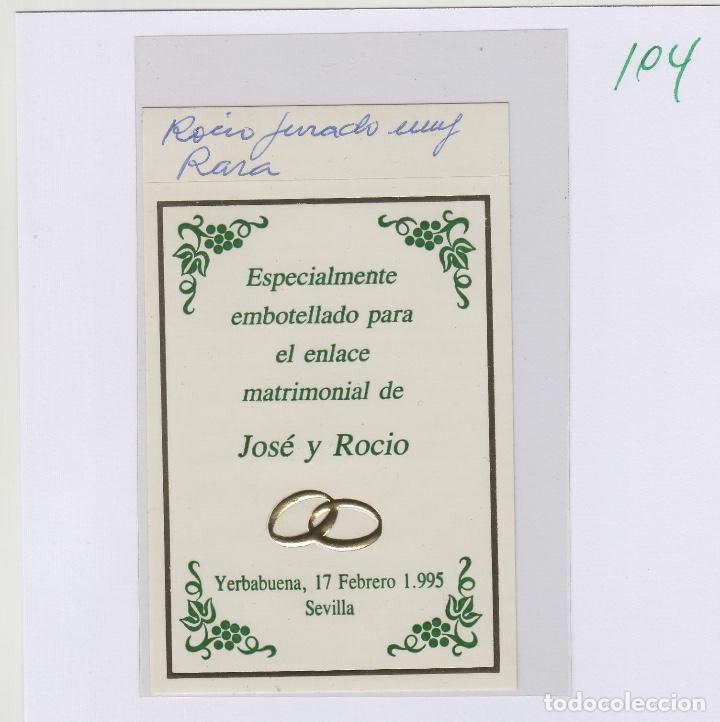 104
Rocio Jurado muy
Rara
Especialmente
embotellado para
el enlace
matrimonial de
José y Rocio
Yerbabuena, 17 Febrero 1.995
Sevilla
todocoleccion